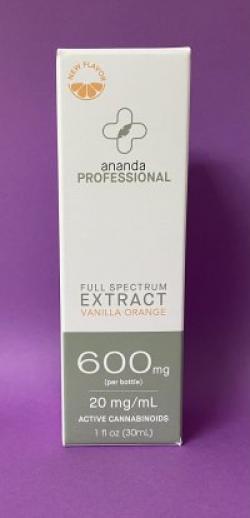 NEW FLAVOR
ananda
PROFESSIONAL
FULL SPECTRUM
EXTRACT
VANILLA ORANGE
600mg
(per bottle)
20 mg/mL
ACTIVE CANNABINOIDS
1 fl oz (30mL)